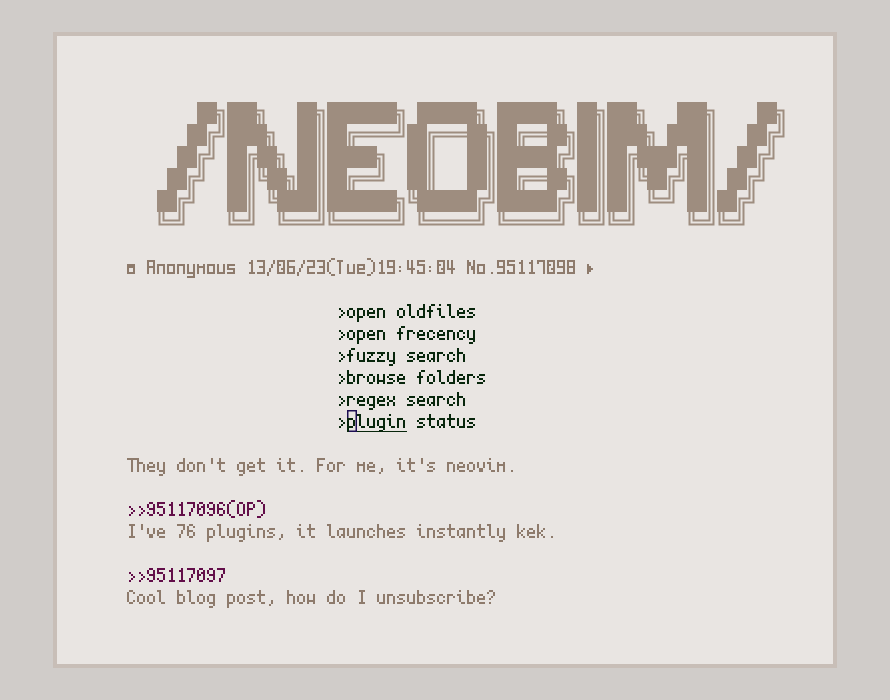 /NEOBIM/
Anonymous 13/06/23(Tue)19:45:04 No.95117098
>open oldfiles
>open frecency
>fuzzy search
>browse folders
>regex search
>plugin status
They don't get it. For me, it's neovim.
>>95117096(OP)
I've 76 plugins, it launches instantly kek.
>>95117097
Cool blog post, how do I unsubscribe?